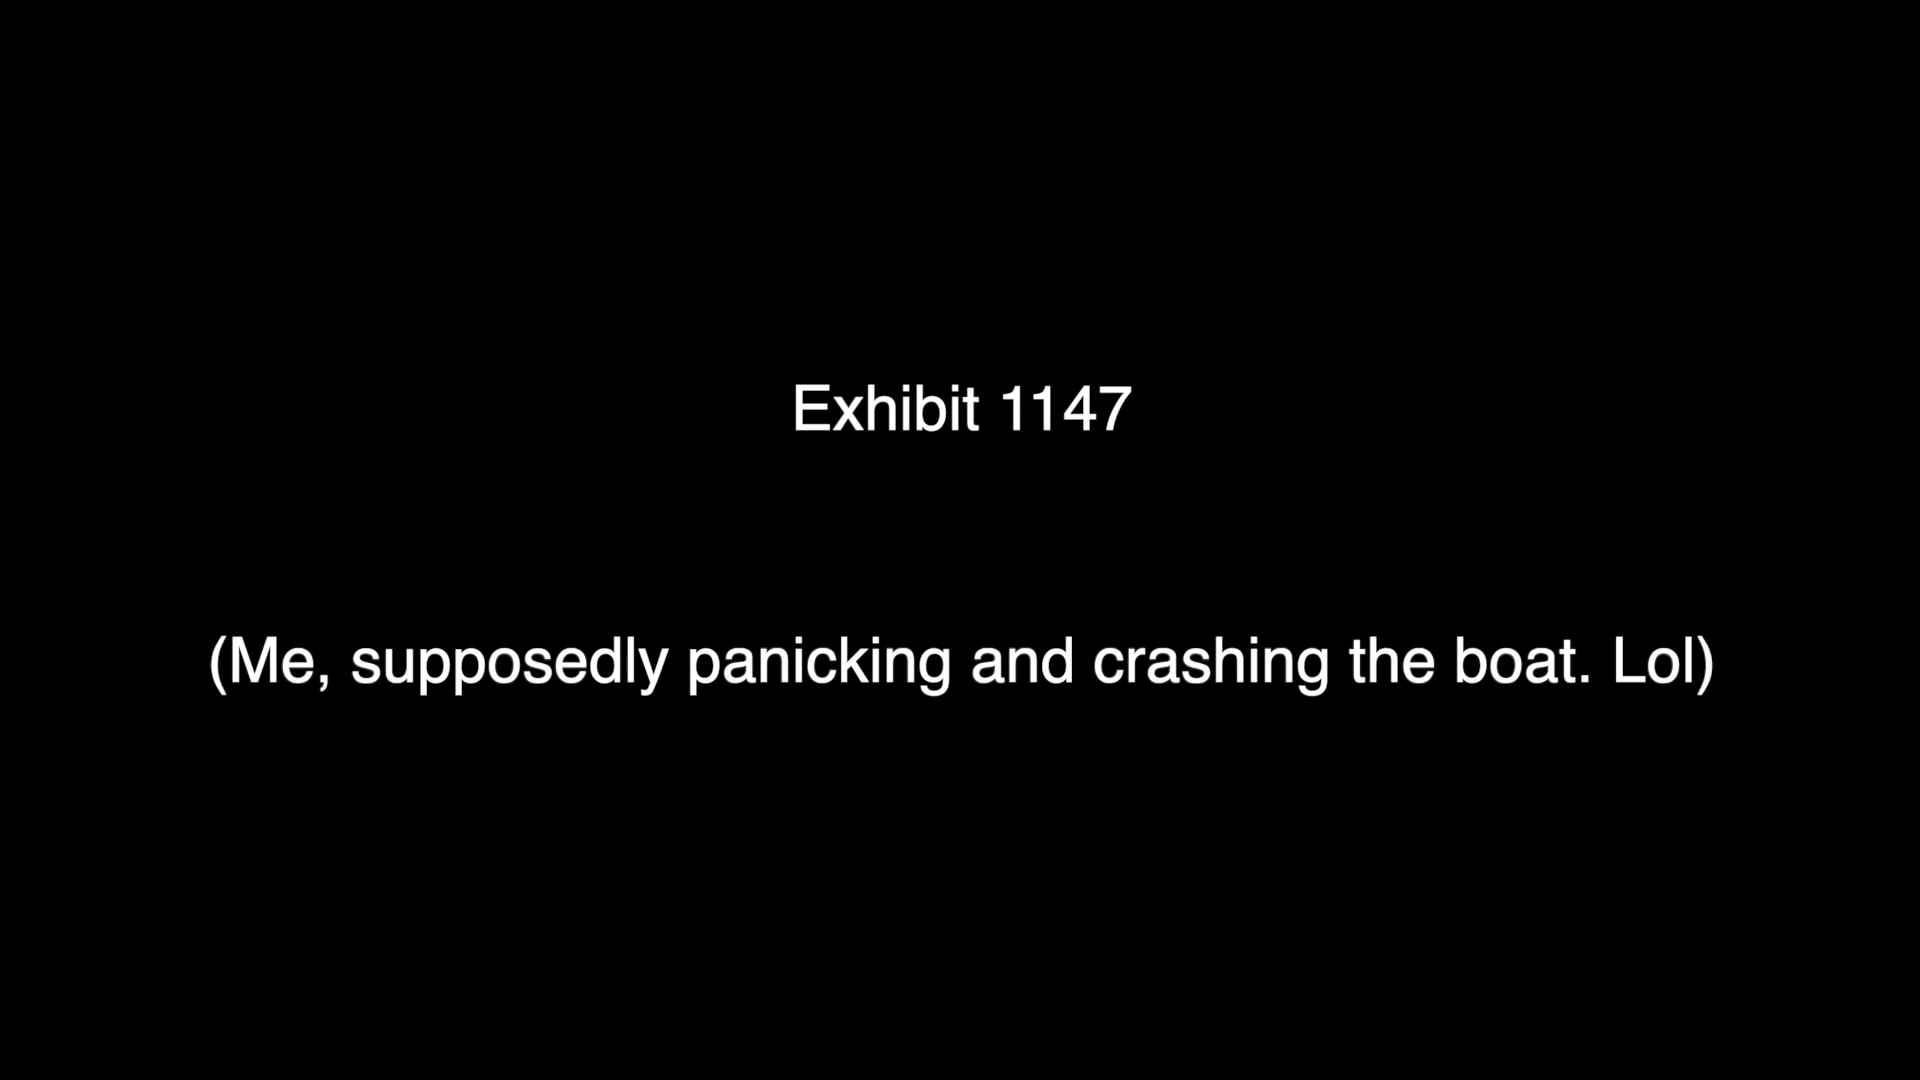 Exhibit 1147
(Me, supposedly panicking and crashing the boat. Lol)